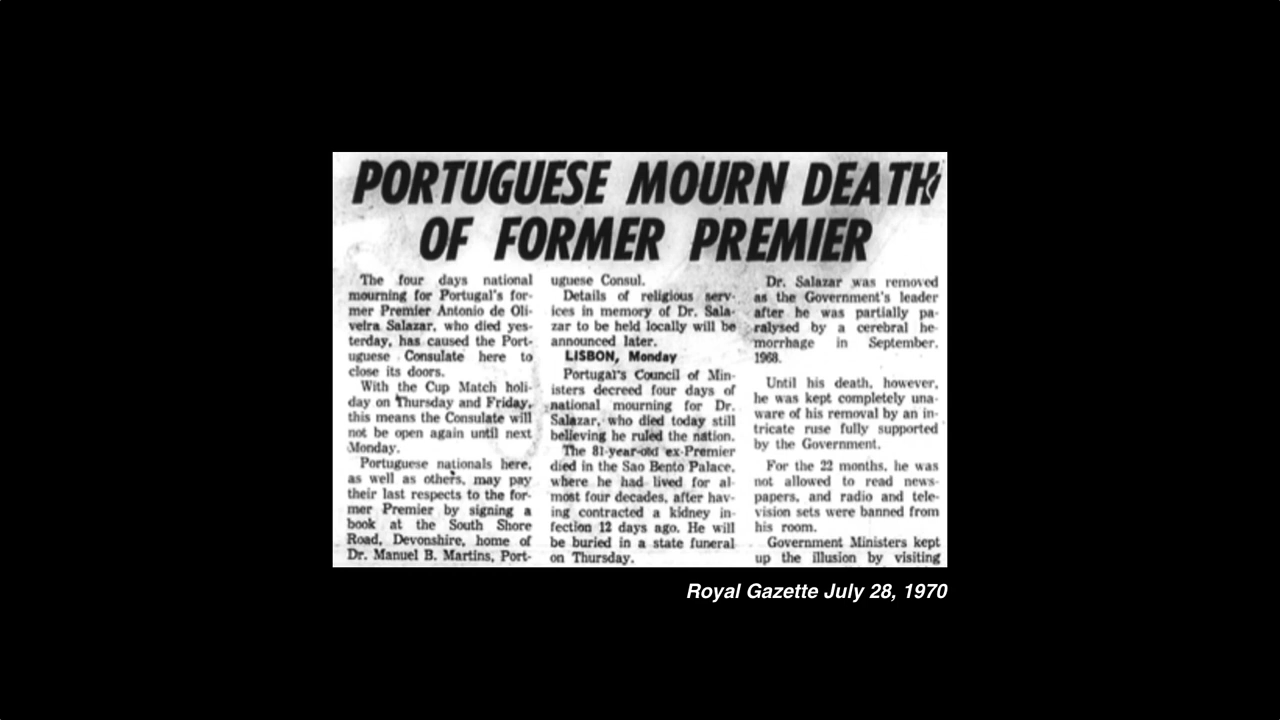 PORTUGUESE MOURN DEATH
OF FORMER PREMIER
The four days national
mourning for Portugal's for-
mer Premier Antonio de Oli-
veira Salazar, who died yes-
terday, has caused the Port-
uguese Consulate here to
close its doors.
With the Cup Match holi-
day on Thursday and Friday,
this means the Consulate will
not be open again until next
Monday.
Portuguese nationals here,
as well as others, may pay
their last respects to the for-
mer Premier by signing a
book at the South Shore
Road, Devonshire, home of
Dr. Manuel B. Martins, Port-
uguese Consul.
Details of religious serv-
ices in memory of Dr. Sala-
zar to be held locally will be
announced later.
LISBON, Monday
Portugal's Council of Min-
isters decreed four days of
national mourning for Dr.
Salazar, who died today still
believing he ruled the nation.
The 81-year-old ex-Premier
died in the Sao Bento Palace,
where he had lived for al-
most four decades, after hav-
ing contracted a kidney in-
fection 12 days ago. He will
be buried in a state funeral
on Thursday.
Dr. Salazar was removed
as the Government's leader
after he was partially pa-
ralysed by a cerebral he-
morrhage in September,
1968.
Until his death, however,
he was kept completely una-
ware of his removal by an in-
tricate ruse fully supported
by the Government.
For the 22 months, he was
not allowed to read news-
papers, and radio and tele-
vision sets were banned from
his room.
Government Ministers kept
up the illusion by visiting
Royal Gazette July 28, 1970